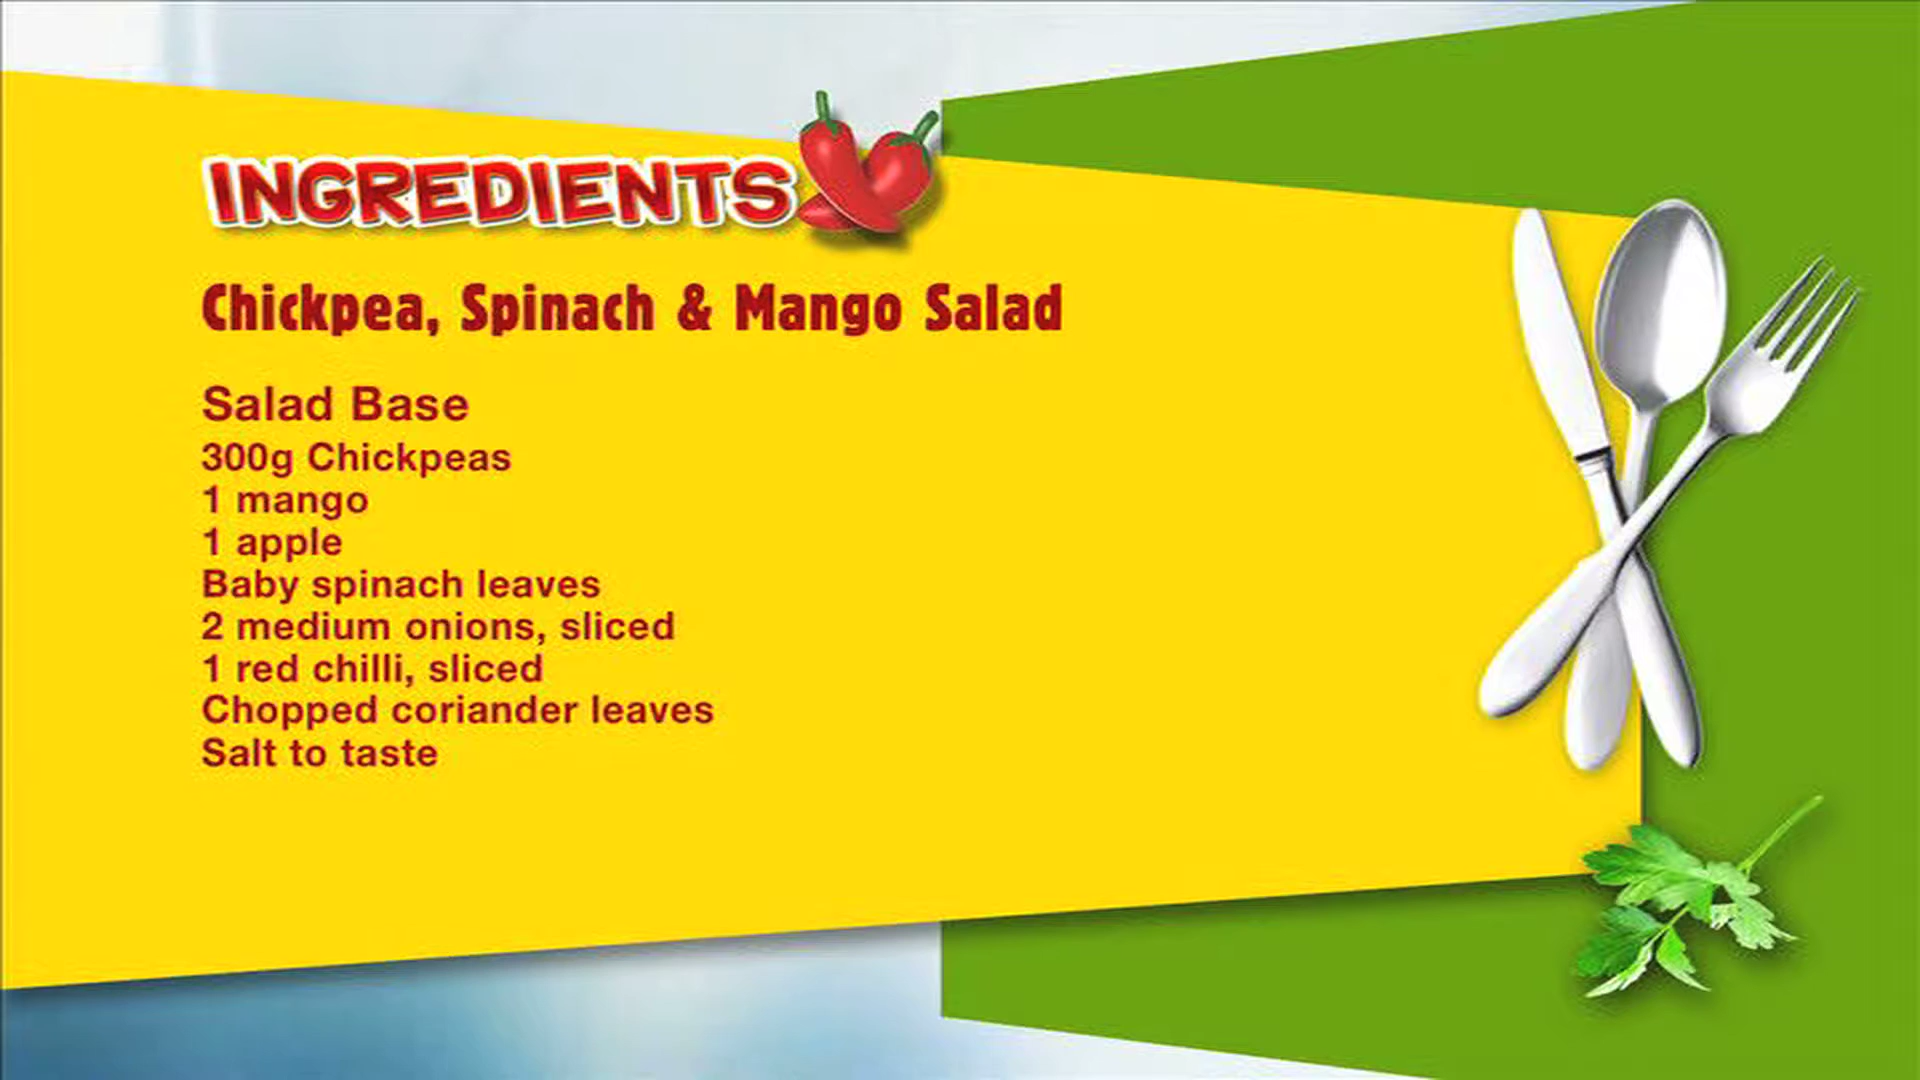 INGREDIENTS
Chickpea, Spinach & Mango Salad
Salad Base
300g Chickpeas
1 mango
1 apple
Baby spinach leaves
2 medium onions, sliced
1 red chilli, sliced
Chopped coriander leaves
Salt to taste